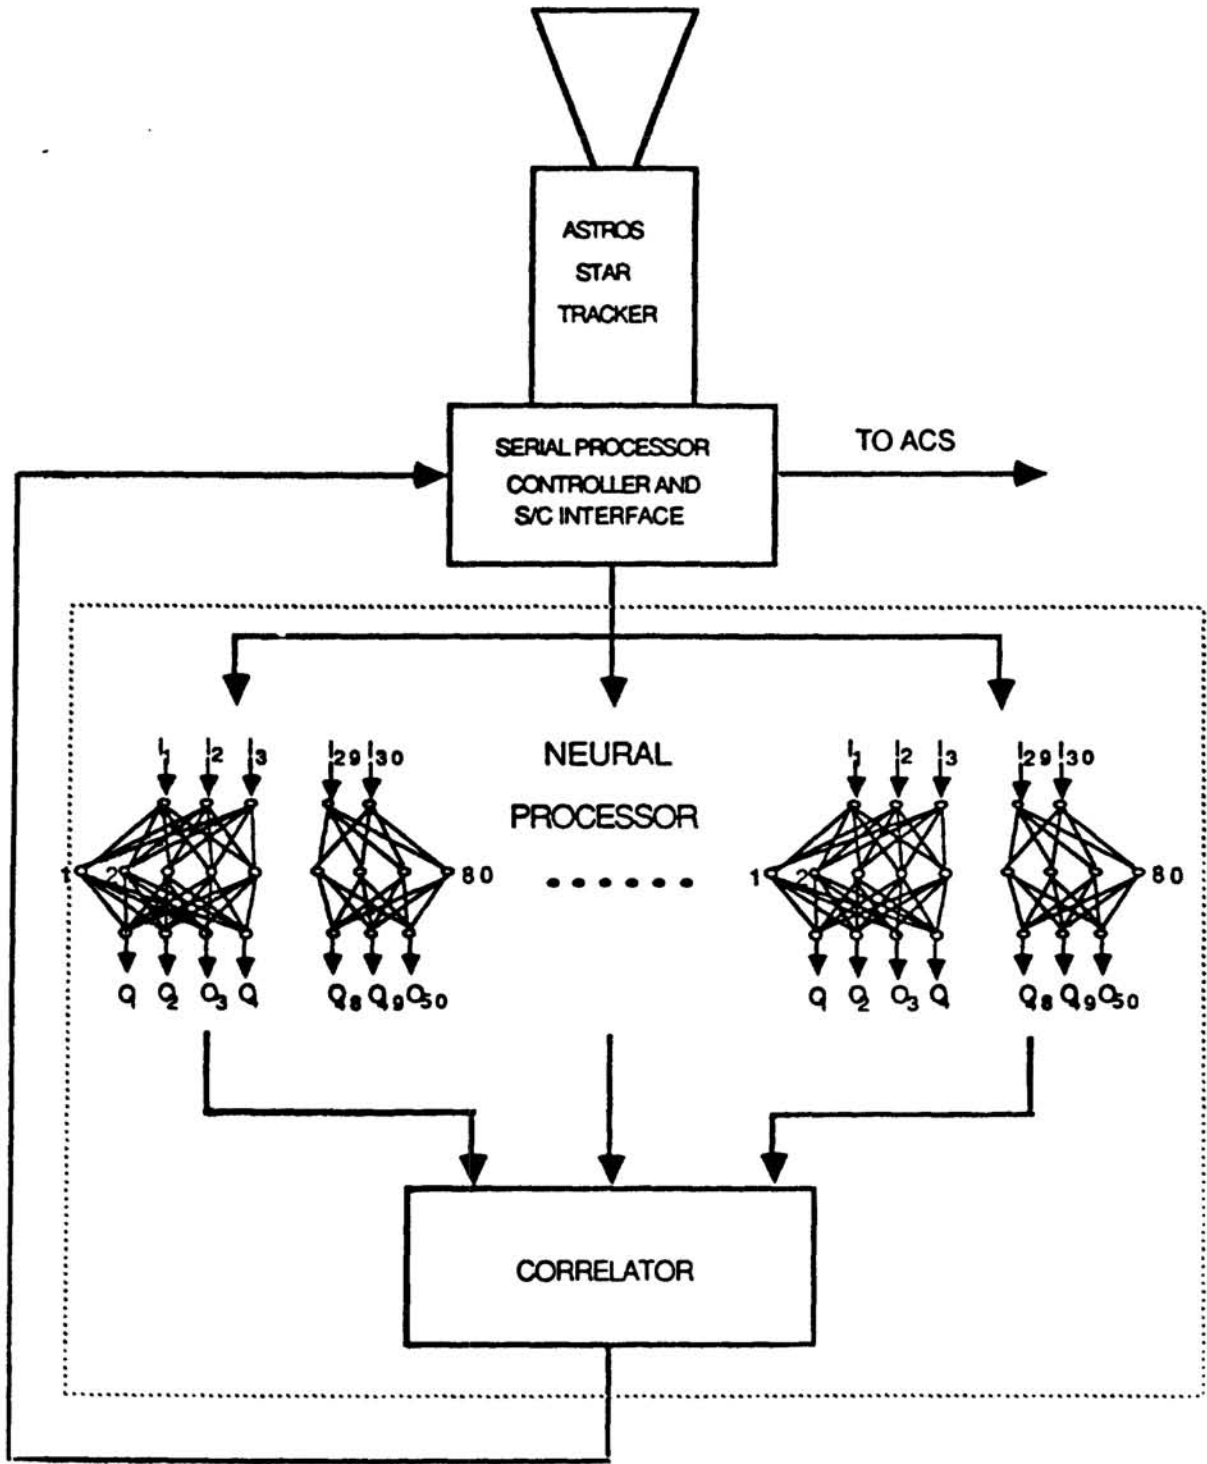 ASTROS
STAR
TRACKER
SERIAL PROCESSOR
CONTROLLER AND
S/C INTERFACE
TO ACS
I1 I2 I3 I29 I30
NEURAL
PROCESSOR
I1 I2 I3 I29 I30
1 2 80
1 2 80
O1 O2 O3 O4 O48 O49 O50
O1 O2 O3 O4 O48 O49 O50
CORRELATOR